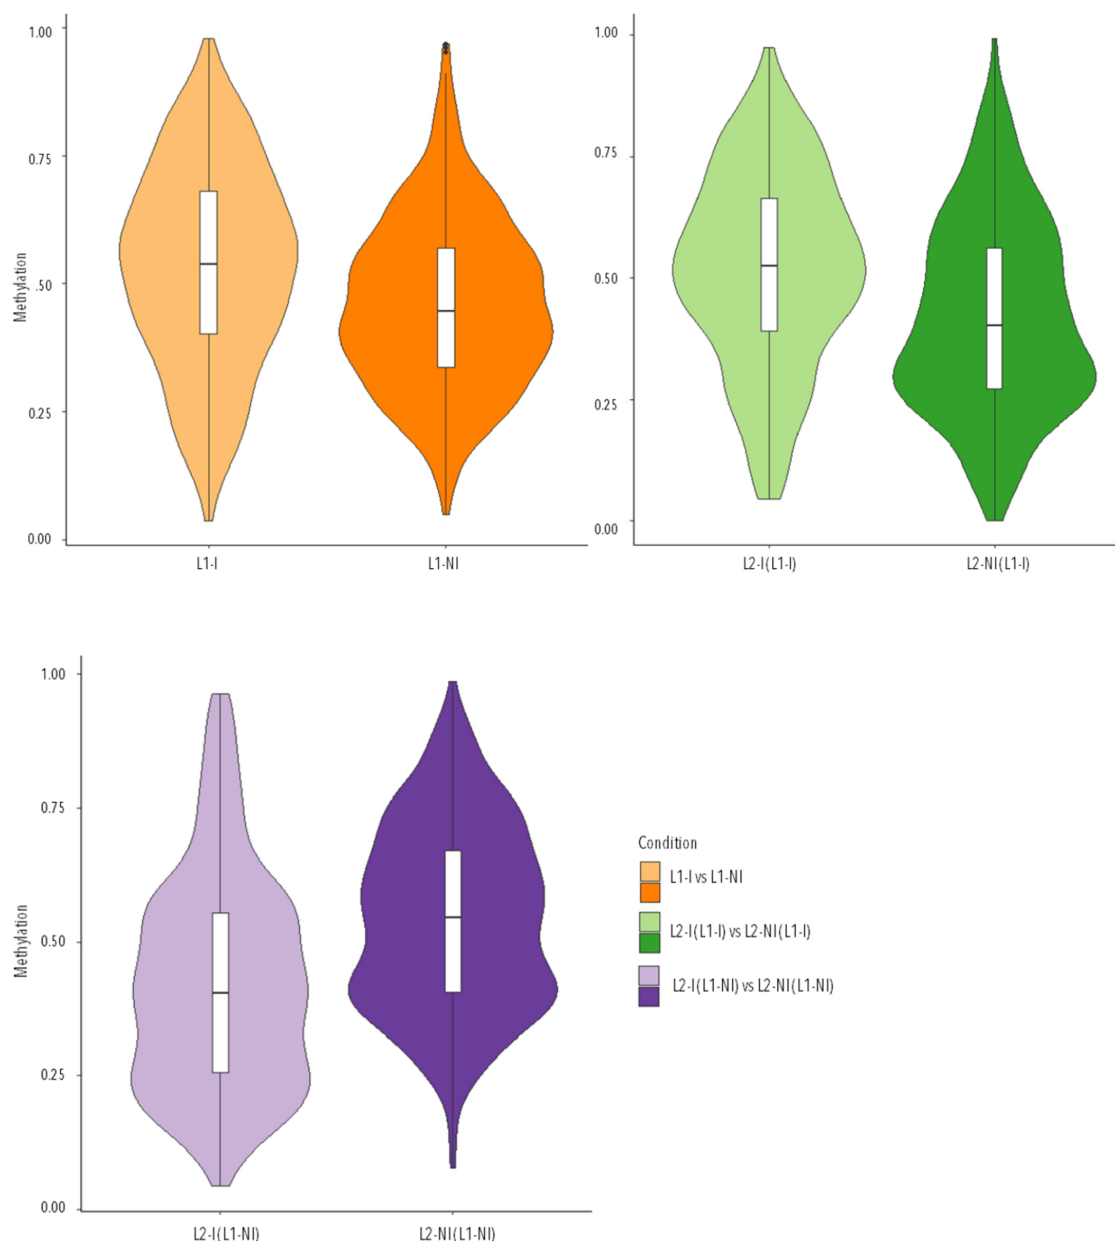 1.00
0.75
.50
0.25
0.00
Methylation
L1-I
L1-NI
1.00
0.75
0.50
0.25
0.00
L2-I(L1-I)
L2-NI(L1-I)
1.00
0.75
0.50
0.25
0.00
Methylation
L2-I(L1-NI)
L2-NI(L1-NI)
Condition
L1-I vs L1-NI
L2-I(L1-I) vs L2-NI(L1-I)
L2-I(L1-NI) vs L2-NI(L1-NI)